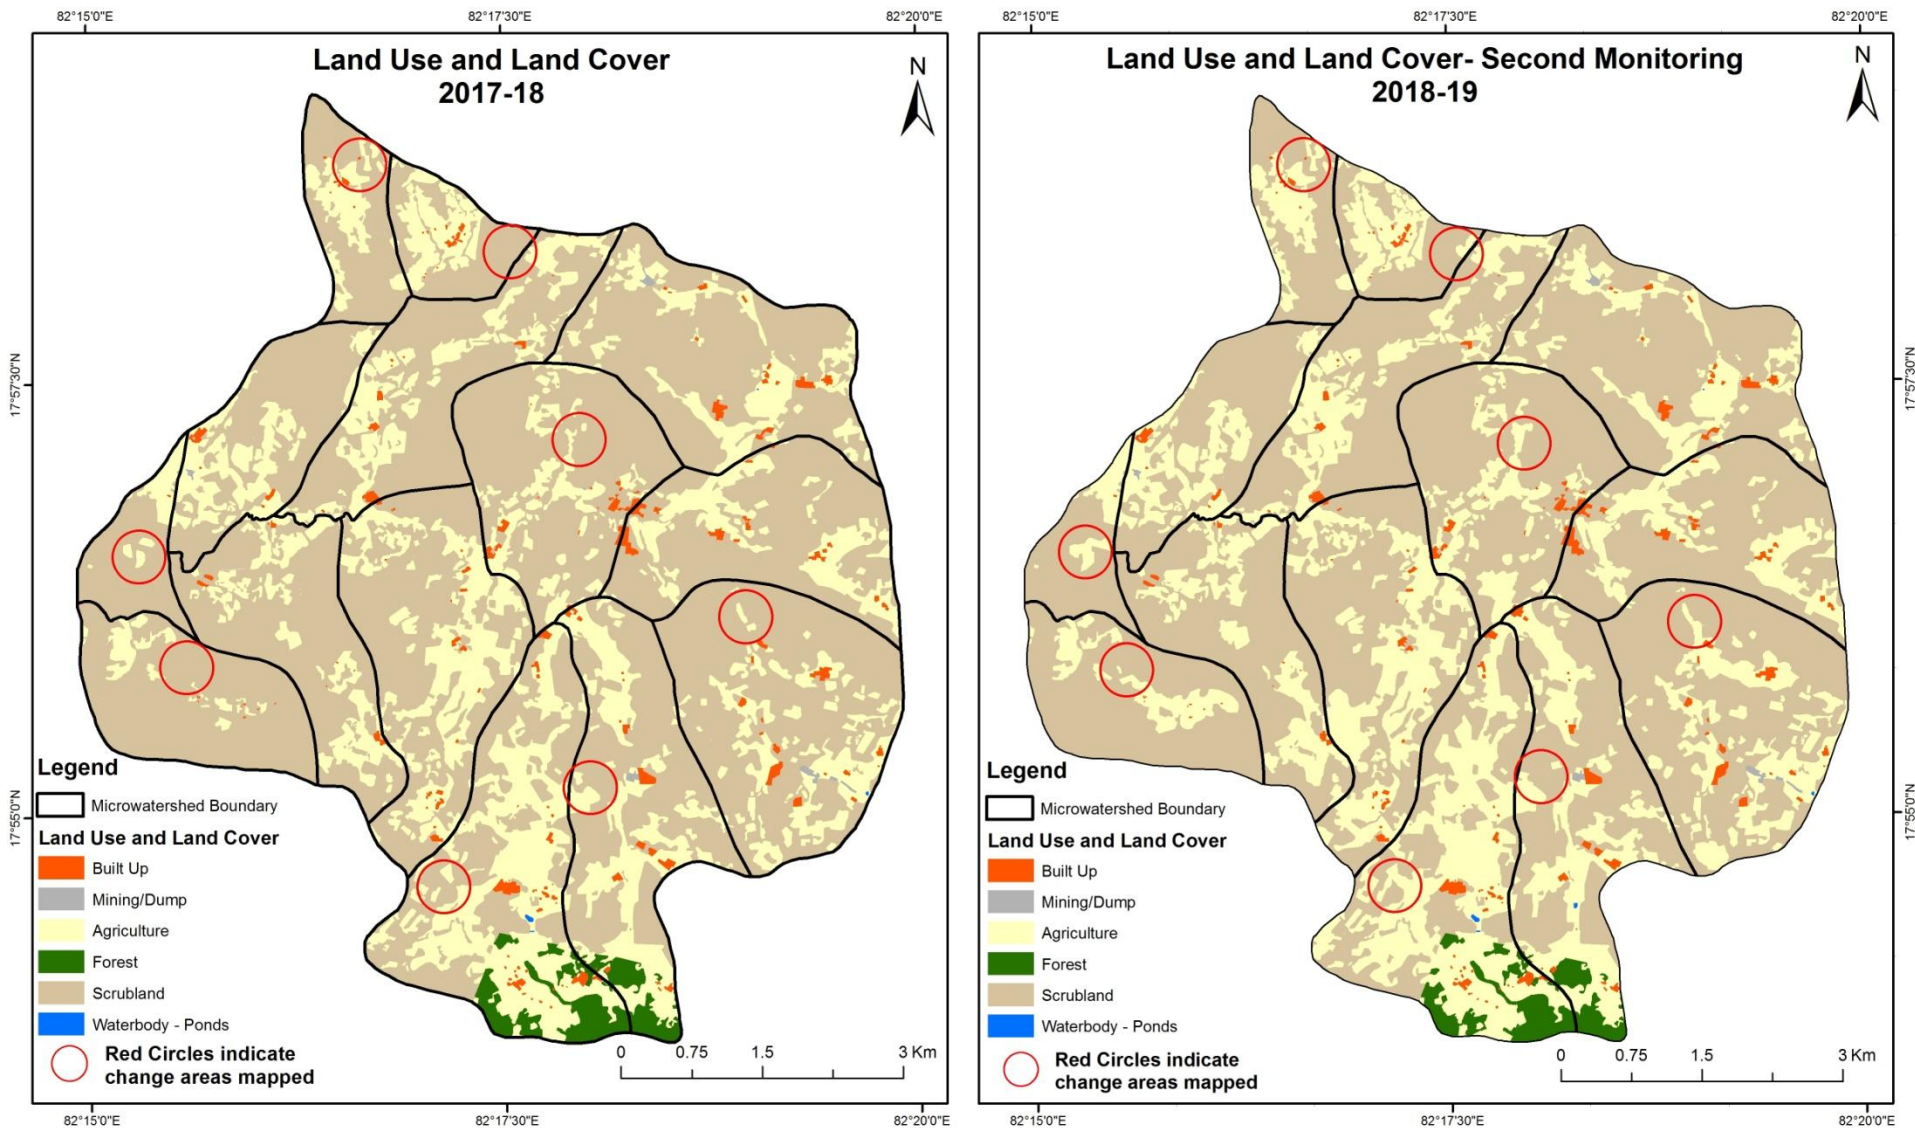 82°15'0"E
82°17'30"E
82°20'0"E
Land Use and Land Cover
2017-18
N
17°57'30"N
17°55'0"N
Legend
Microwatershed Boundary
Land Use and Land Cover
Built Up
Mining/Dump
Agriculture
Forest
Scrubland
Waterbody - Ponds
Red Circles indicate
change areas mapped
0 0.75 1.5 3 Km
82°15'0"E
82°17'30"E
82°20'0"E
82°15'0"E
82°17'30"E
82°20'0"E
Land Use and Land Cover- Second Monitoring
2018-19
N
17°57'30"N
17°55'0"N
Legend
Microwatershed Boundary
Land Use and Land Cover
Built Up
Mining/Dump
Agriculture
Forest
Scrubland
Waterbody - Ponds
Red Circles indicate
change areas mapped
0 0.75 1.5 3 Km
82°15'0"E
82°17'30"E
82°20'0"E